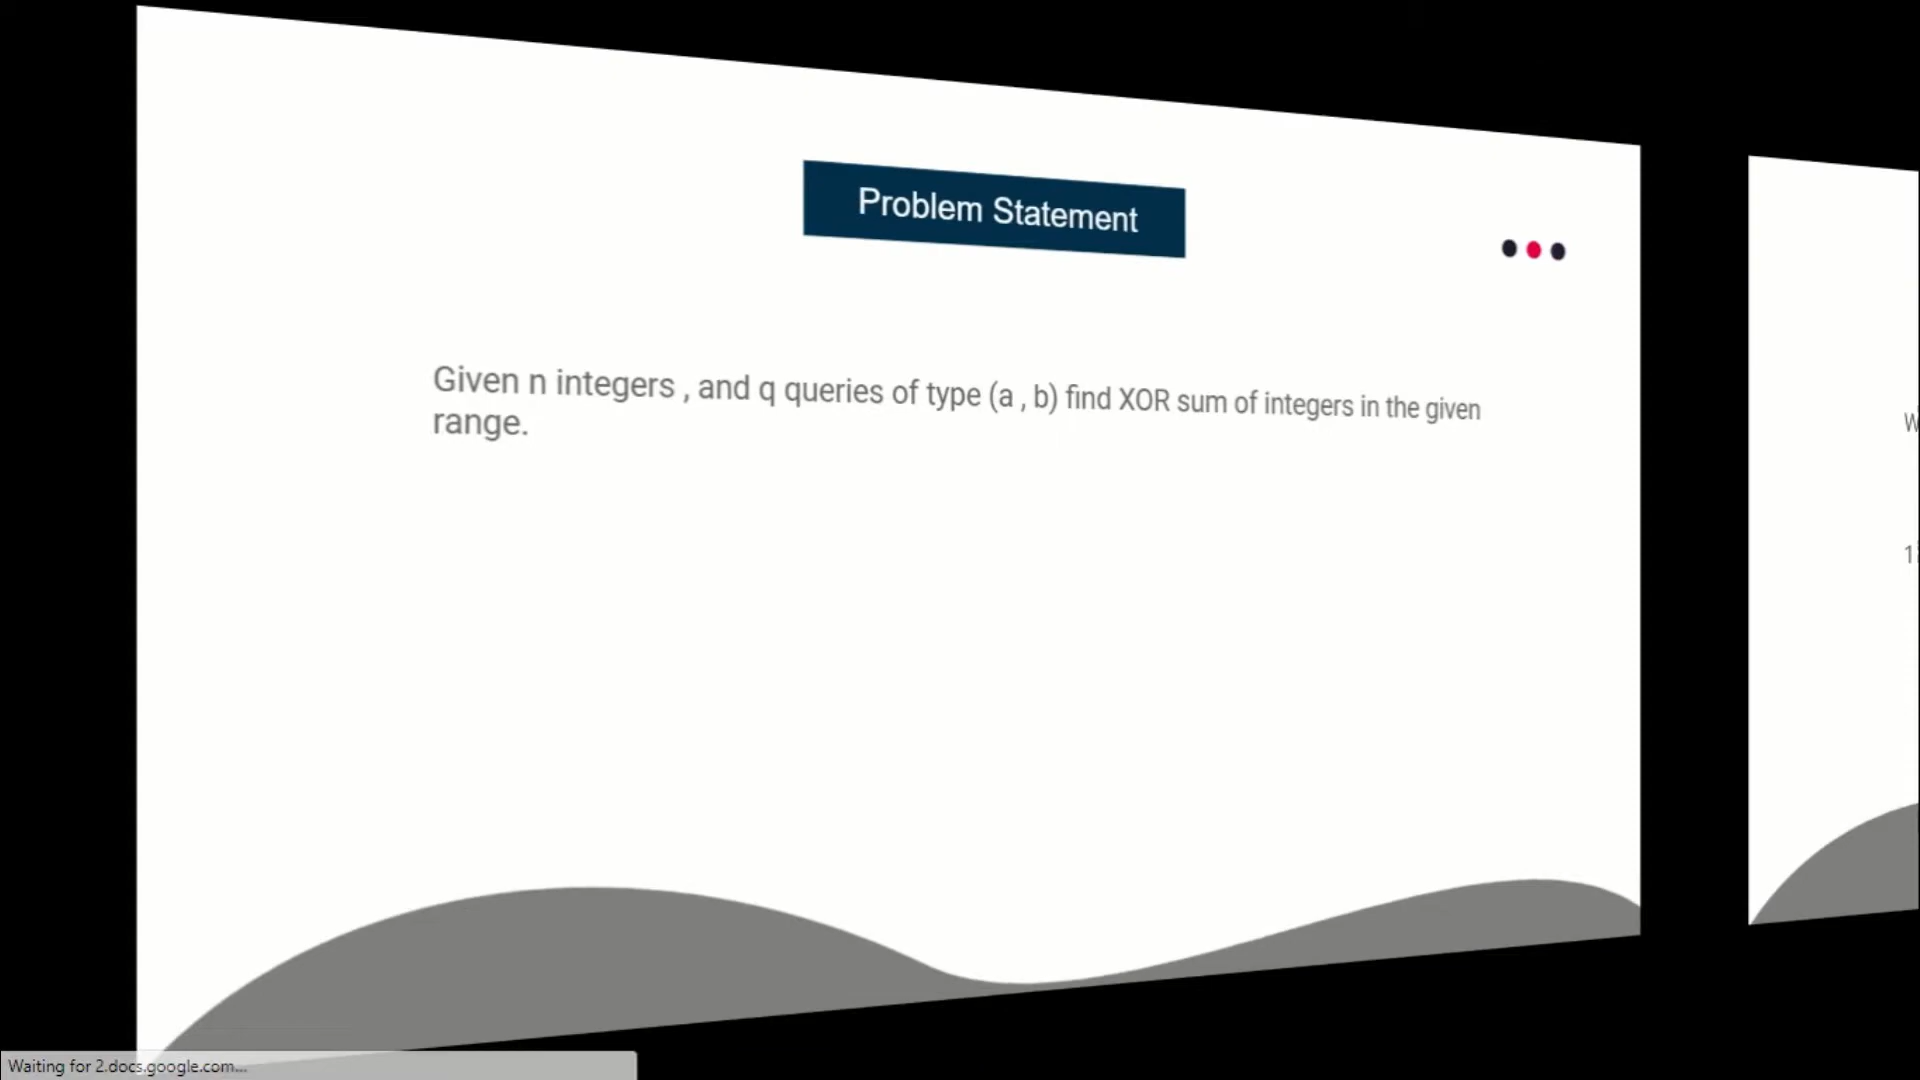 Problem Statement
Given n integers , and q queries of type (a , b) find XOR sum of integers in the given
range.
W
Waiting for 2.docs.google.com...